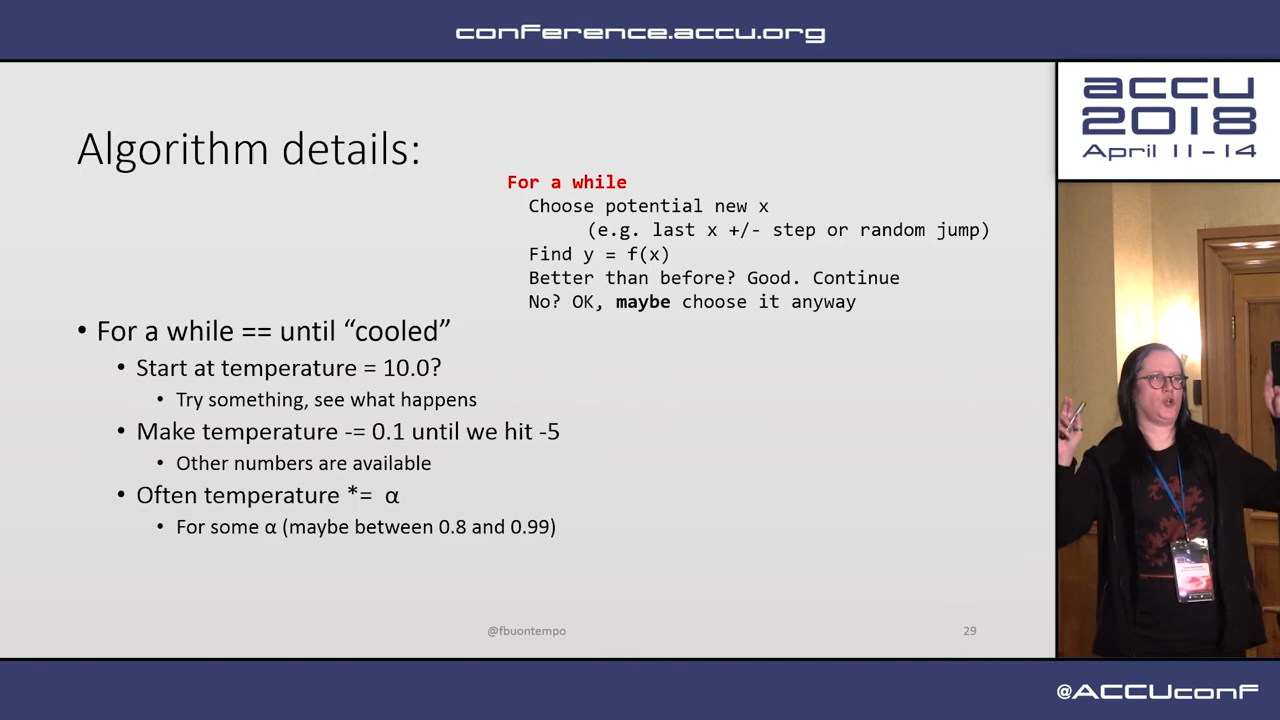 conference.accu.org
accu
2018
April 11-14
Algorithm details:
For a while
Choose potential new x
(e.g. last x +/- step or random jump)
Find y = f(x)
Better than before? Good. Continue
No? OK, maybe choose it anyway
• For a while == until “cooled”
• Start at temperature = 10.0?
• Try something, see what happens
• Make temperature -= 0.1 until we hit -5
• Other numbers are available
• Often temperature *= α
• For some α (maybe between 0.8 and 0.99)
@fbuontempo
29
@ACCUconf